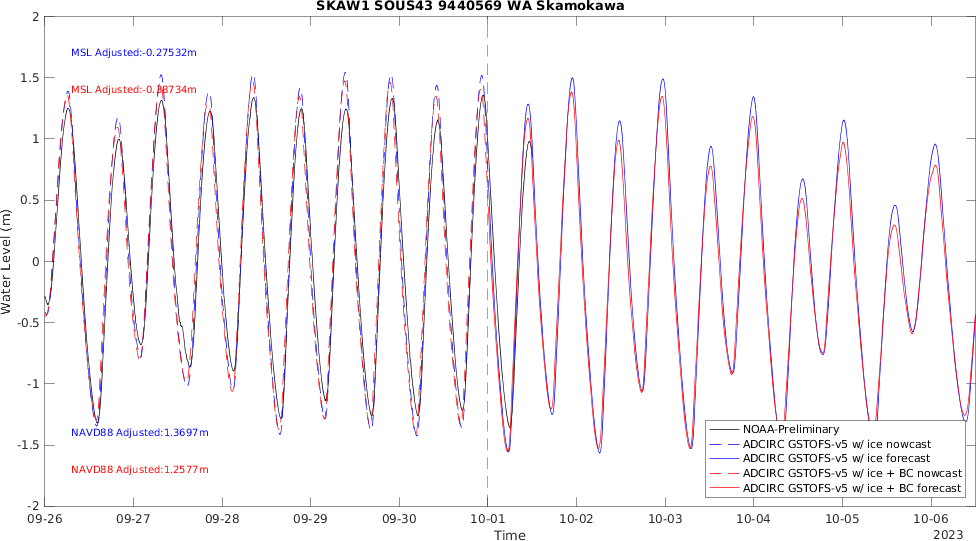 SKAW1 SOUS43 9440569 WA Skamokawa
2
1.5
1
0.5
0
-0.5
-1
-1.5
-2
Water Level (m)
MSL Adjusted:-0.27532m
MSL Adjusted:-0.38734m
NAVD88 Adjusted:1.3697m
NAVD88 Adjusted:1.2577m
NOAA-Preliminary
ADCIRC GSTOFS-v5 w/ ice nowcast
ADCIRC GSTOFS-v5 w/ ice forecast
ADCIRC GSTOFS-v5 w/ ice + BC nowcast
ADCIRC GSTOFS-v5 w/ ice + BC forecast
09-26 09-27 09-28 09-29 09-30 10-01 10-02 10-03 10-04 10-05 10-06
Time
2023